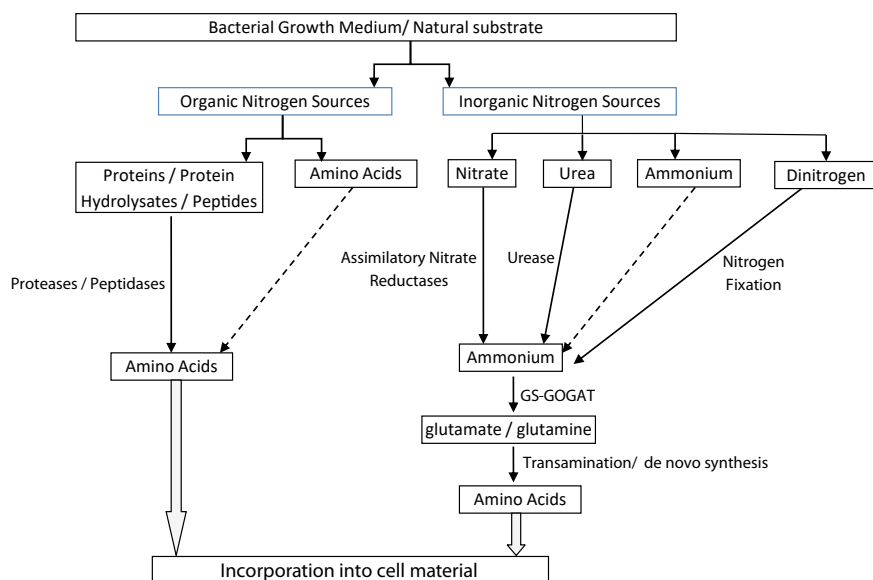 Bacterial Growth Medium/ Natural substrate
Organic Nitrogen Sources
Inorganic Nitrogen Sources
Proteins / Protein
Hydrolysates / Peptides
Amino Acids
Nitrate
Urea
Ammonium
Dinitrogen
Proteases / Peptidases
Assimilatory Nitrate
Reductases
Urease
Nitrogen
Fixation
Amino Acids
Ammonium
GS-GOGAT
glutamate / glutamine
Transamination/ de novo synthesis
Amino Acids
Incorporation into cell material